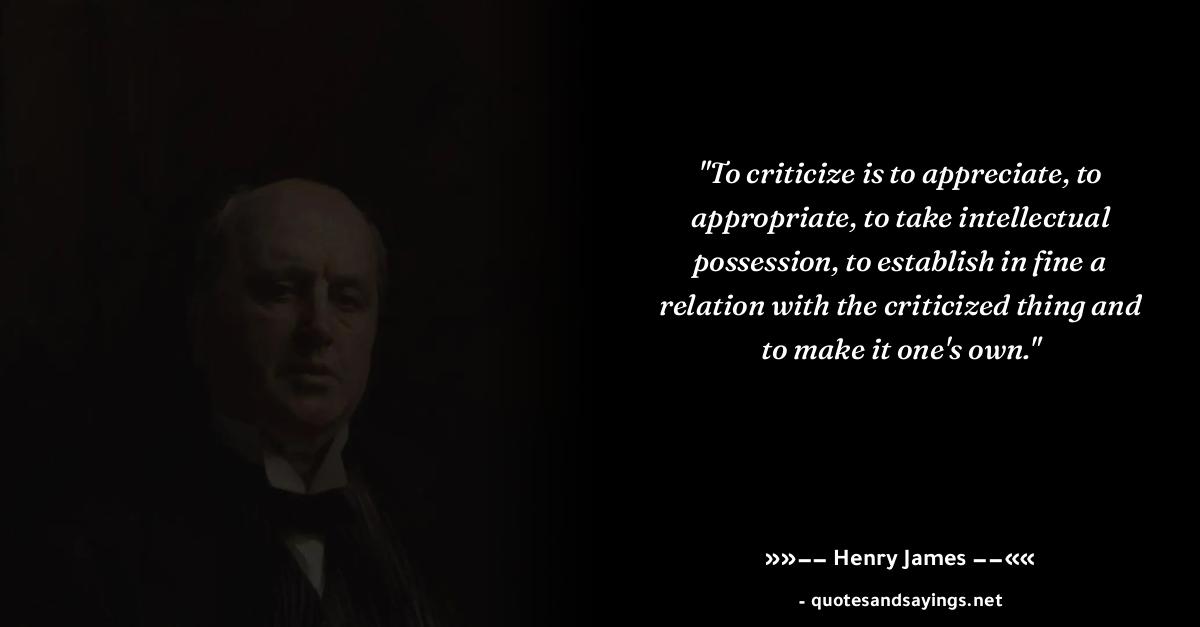 "To criticize is to appreciate, to
appropriate, to take intellectual
possession, to establish in fine a
relation with the criticized thing and
to make it one's own."
»»−− Henry James −−««
- quotesandsayings.net